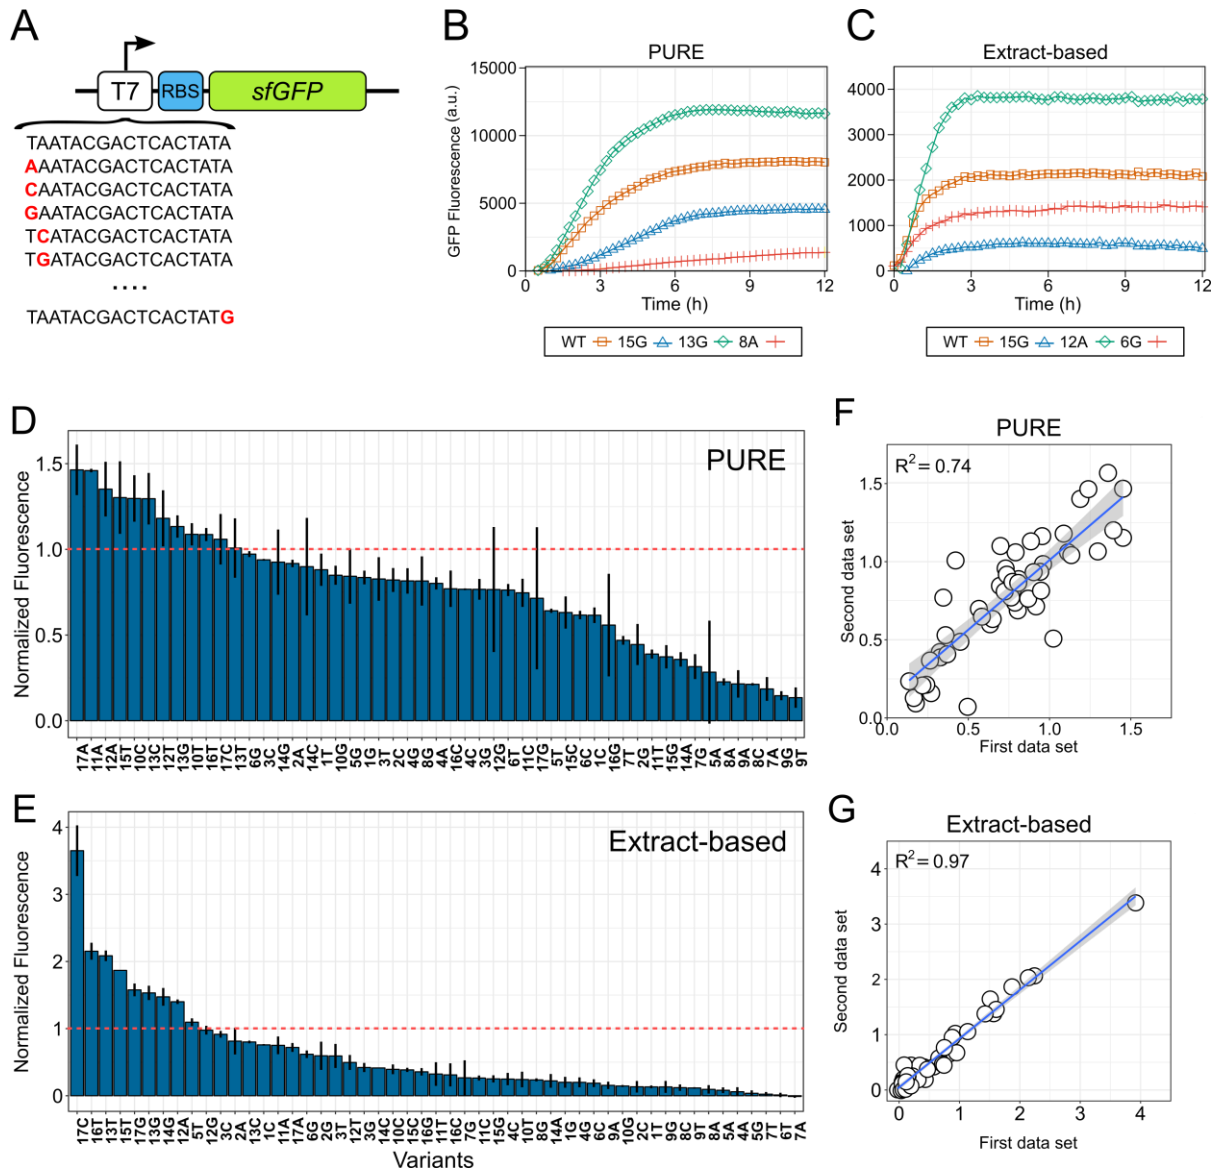 A
T7
RBS
sfGFP
TAATACGACTCACTATA
AAATACGACTCACTATA
CAATACGACTCACTATA
GAATACGACTCACTATA
TCATACGACTCACTATA
TGATACGACTCACTATA
....
TAATACGACTCACTATG
B
PURE
GFP Fluorescence (a.u.)
15000
10000
5000
0
3
6
9
12
Time (h)
WT 15G 13G 8A
C
Extract-based
4000
3000
2000
1000
0
0
3
6
9
12
Time (h)
WT 15G 12A 6G
D
PURE
Normalized Fluorescence
1.5
1.0
0.5
0.0
17A 11A 12A 15T 10C 13C 12T 13G 10T 16T 17C 13T 6G 3C 14G 2A 14C 1T 10G 5G 1G 3T 2C 4G 8G 4A 16C 4C 3G 12G 6T 11C 17G 5T 15C 6C 1C 16G 7T 2G 11T 15G 14A 7G 5A 8A 9A 8C 7A 9G 9T
F
PURE
R² = 0.74
Second data set
1.5
1.0
0.5
0.0
0.5
1.0
1.5
First data set
E
Extract-based
Normalized Fluorescence
4
3
2
1
0
17C 16T 13T 15T 17G 13G 14G 12A 5T 12G 3C 2A 13C 1C 11A 17A 6G 2G 3T 12T 3G 14C 10C 15C 16C 11T 7G 11C 15G 4C 10T 8G 14A 1G 4G 6C 9A 10G 2C 1T 9G 8C 9T 8A 5A 4A 9C 5G 7T 6T 7A
Variants
G
Extract-based
R² = 0.97
Second data set
4
3
2
1
0
0
1
2
3
4
First data set